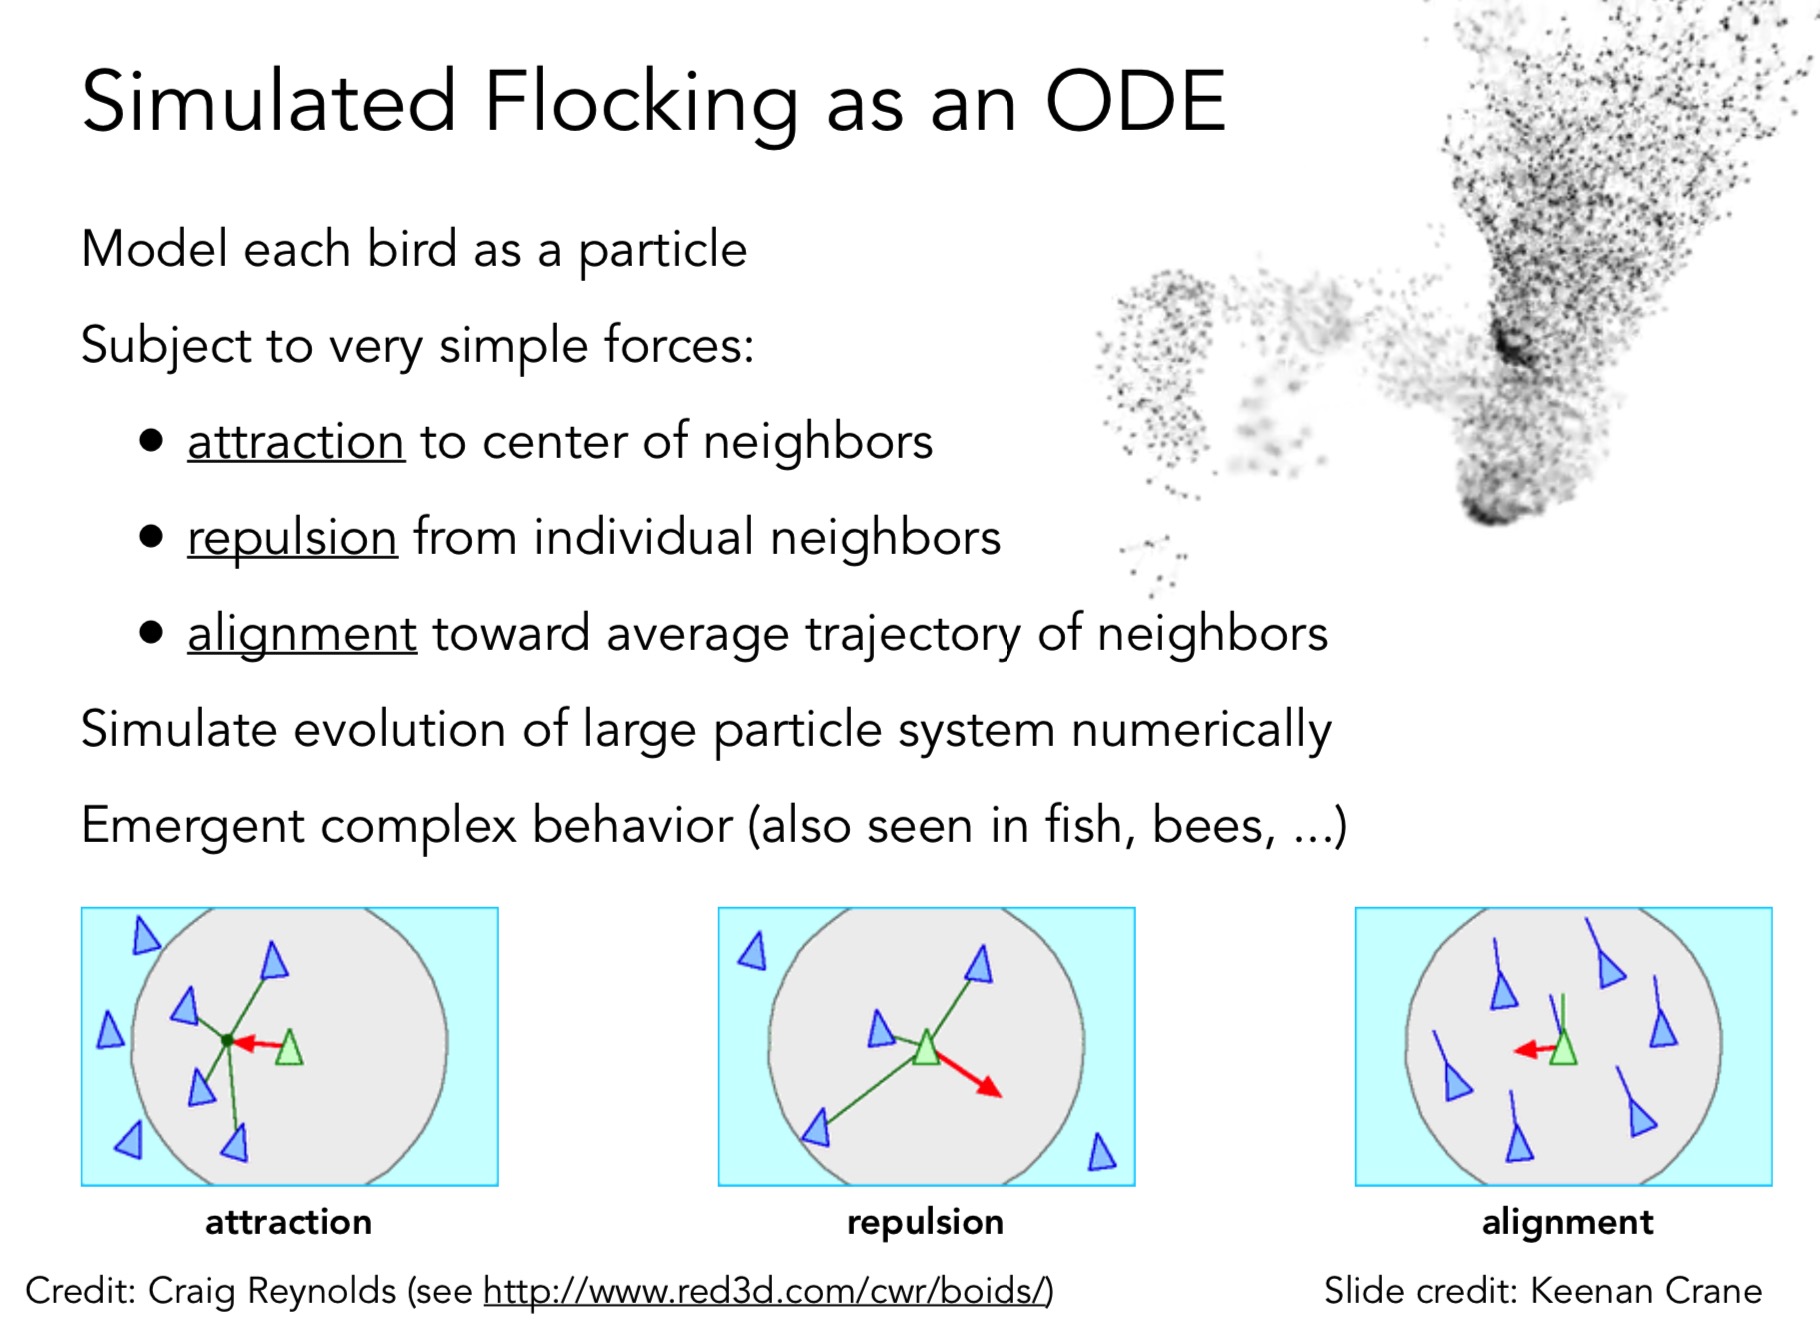 Simulated Flocking as an ODE
Model each bird as a particle
Subject to very simple forces:
• attraction to center of neighbors
• repulsion from individual neighbors
• alignment toward average trajectory of neighbors
Simulate evolution of large particle system numerically
Emergent complex behavior (also seen in fish, bees, ...)
attraction
repulsion
alignment
Credit: Craig Reynolds (see http://www.red3d.com/cwr/boids/)
Slide credit: Keenan Crane